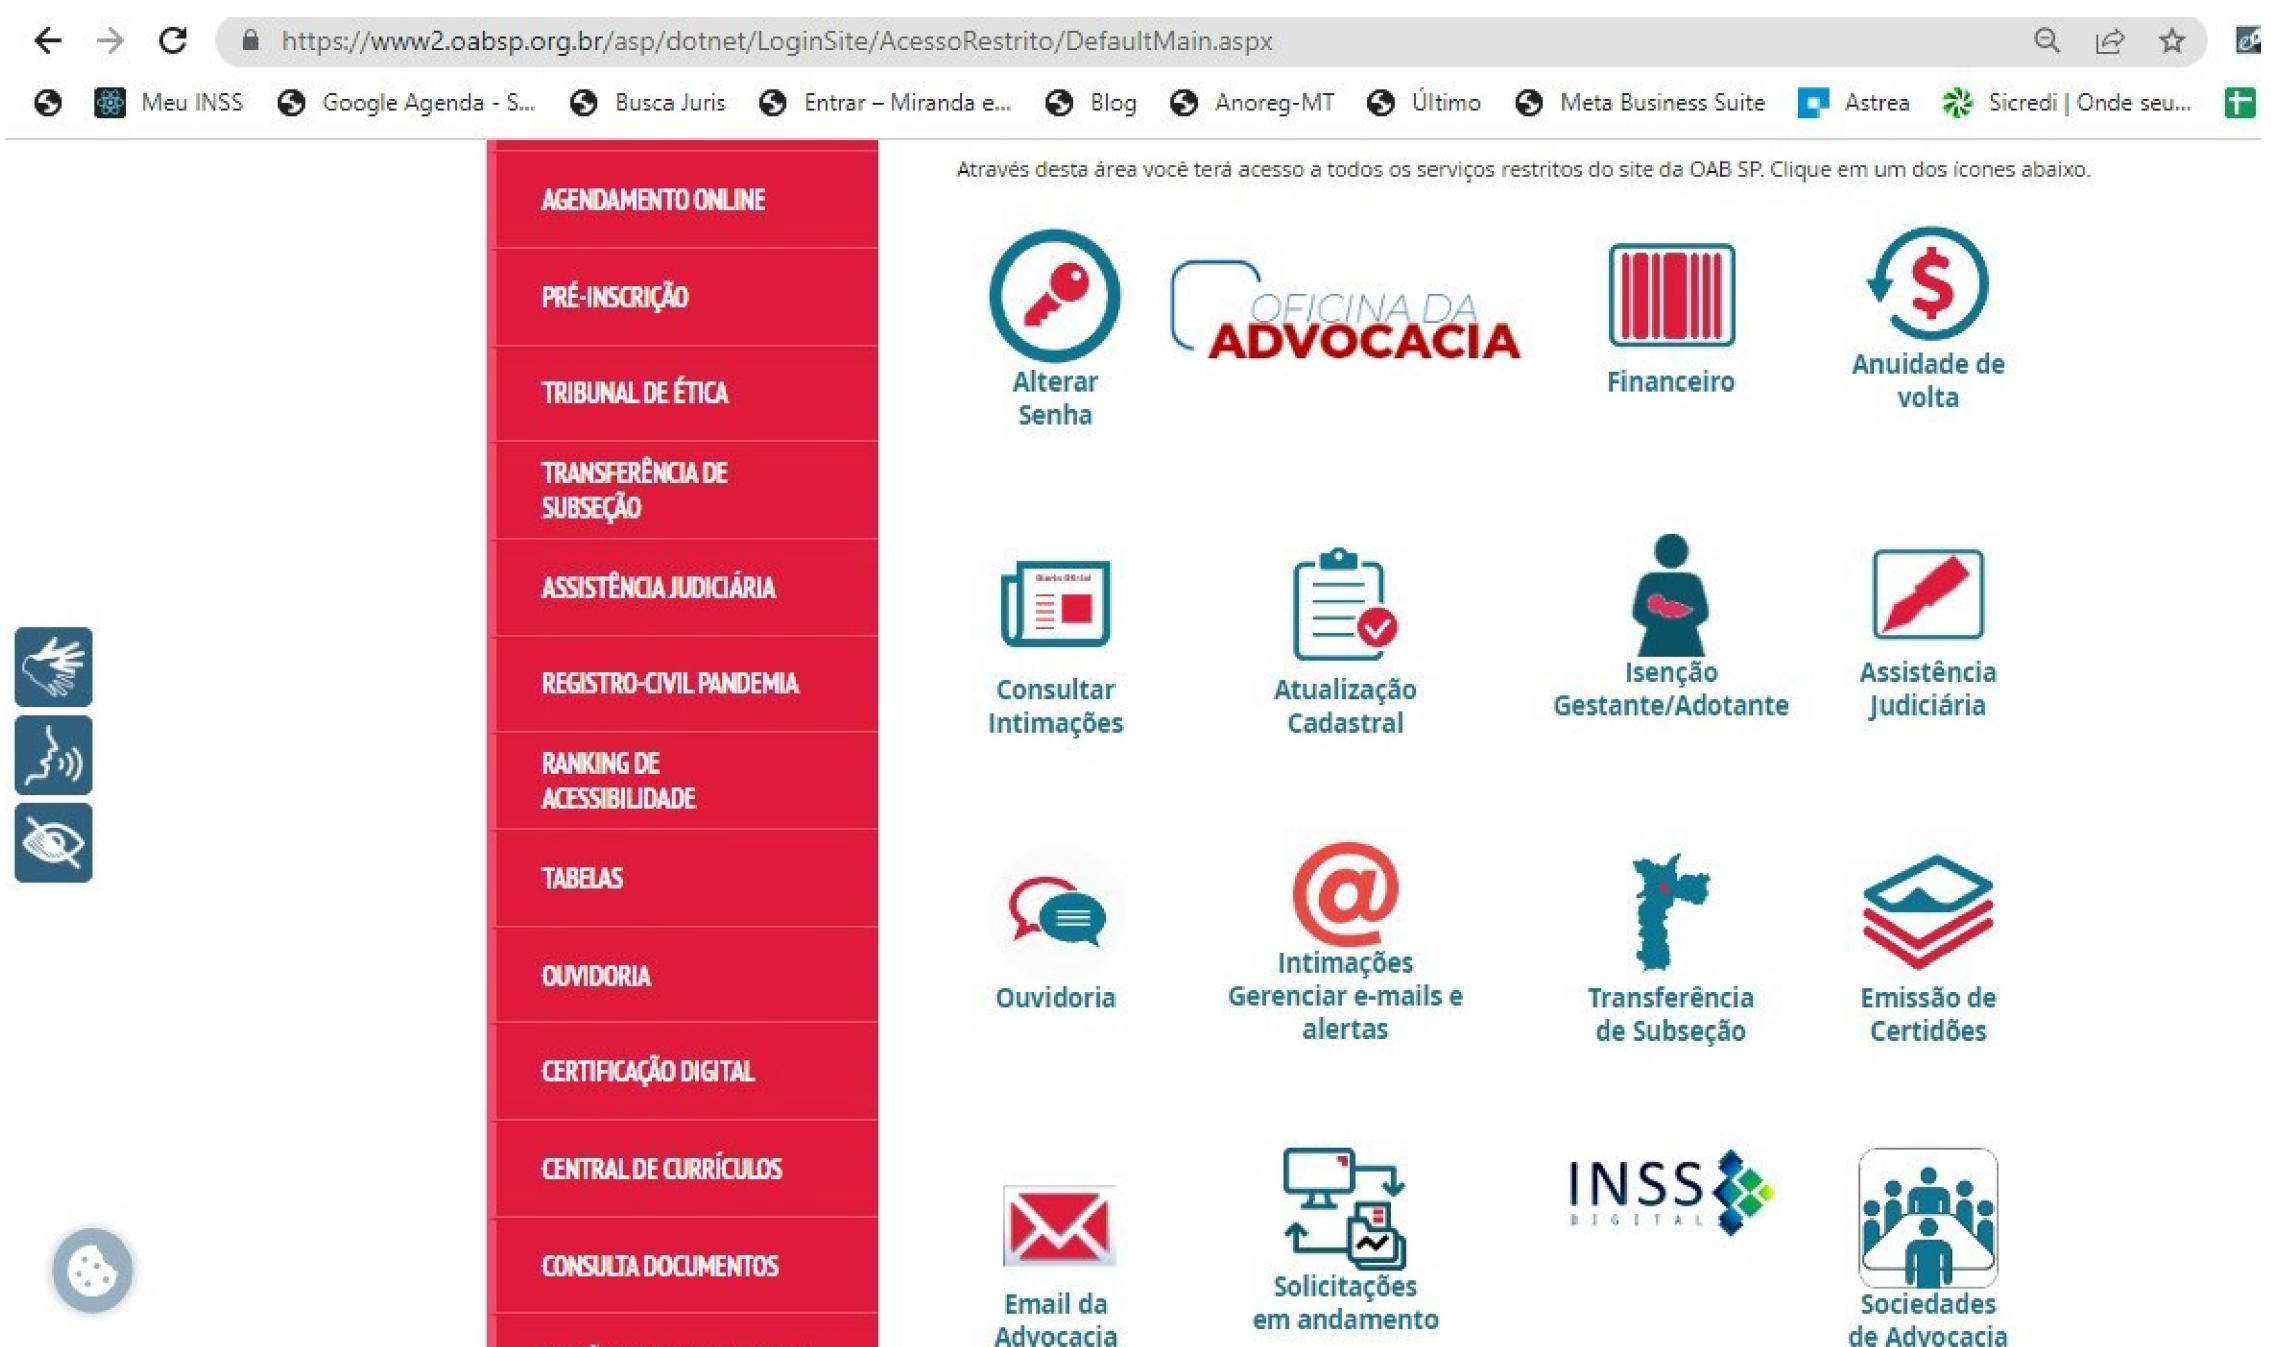 https://www2.oabsp.org.br/asp/dotnet/LoginSite/AcessoRestrito/DefaultMain.aspx
Meu INSS Google Agenda - S... Busca Juris Entrar – Miranda e... Blog Anoreg-MT Último Meta Business Suite Astrea Sicredi | Onde seu...
AGENDAMENTO ONLINE
PRÉ-INSCRIÇÃO
TRIBUNAL DE ÉTICA
TRANSFERÊNCIA DE
SUBSEÇÃO
ASSISTÊNCIA JUDICIÁRIA
REGISTRO-CIVIL PANDEMIA
RANKING DE
ACESSIBILIDADE
TABELAS
OUVIDORIA
CERTIFICAÇÃO DIGITAL
CENTRAL DE CURRÍCULOS
CONSULTA DOCUMENTOS
Através desta área você terá acesso a todos os serviços restritos do site da OAB SP. Clique em um dos ícones abaixo.
Alterar
Senha
OFICINA DA
ADVOCACIA
Financeiro
Anuidade de
volta
Diario Oficial
Consultar
Intimações
Atualização
Cadastral
Isenção
Gestante/Adotante
Assistência
Judiciária
Ouvidoria
@
Intimações
Gerenciar e-mails e
alertas
Transferência
de Subseção
Emissão de
Certidões
Email da
Advocacia
Solicitações
em andamento
INSS
DIGITAL
Sociedades
de Advocacia